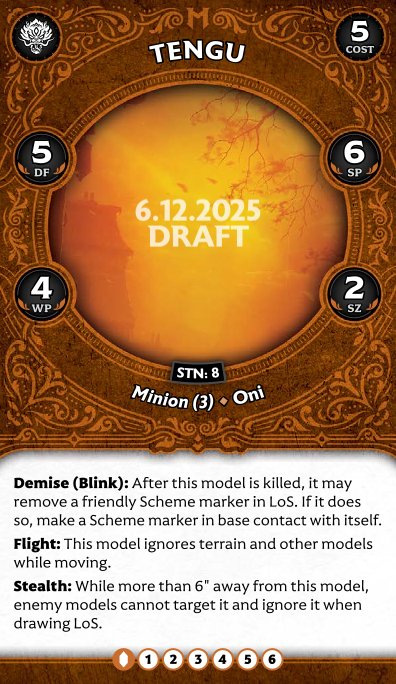 TENGU
5
COST
5
DF
6
SP
6.12.2025
DRAFT
4
WP
2
SZ
STN: 8
Minion (3) ◆ Oni
Demise (Blink): After this model is killed, it may
remove a friendly Scheme marker in LoS. If it does
so, make a Scheme marker in base contact with itself.
Flight: This model ignores terrain and other models
while moving.
Stealth: While more than 6" away from this model,
enemy models cannot target it and ignore it when
drawing LoS.
1 2 3 4 5 6